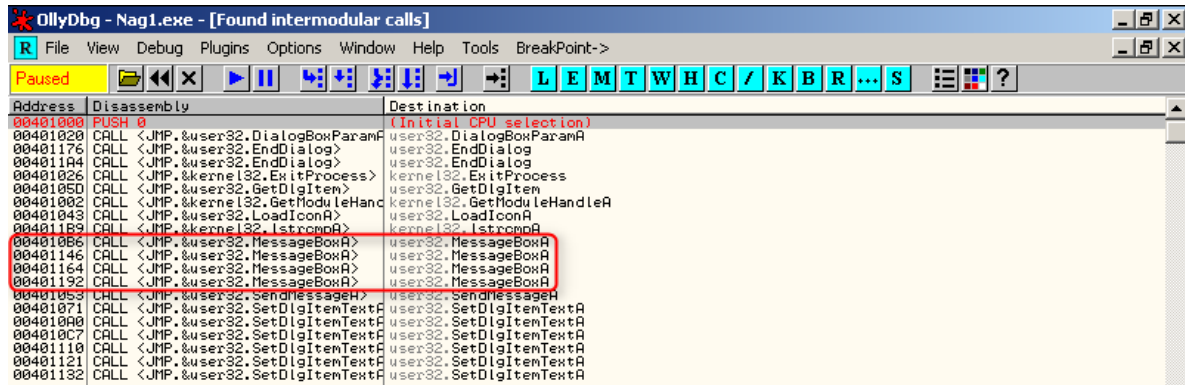 OllyDbg - Nag1.exe - [Found intermodular calls]
R File View Debug Plugins Options Window Help Tools BreakPoint->
Paused L E M T W H C / K B R ... S ?
Address Disassembly Destination
00401000 PUSH 0 (Initial CPU selection)
00401020 CALL <JMP.&user32.DialogBoxParamA user32.DialogBoxParamA
00401176 CALL <JMP.&user32.EndDialog> user32.EndDialog
004011A4 CALL <JMP.&user32.EndDialog> user32.EndDialog
00401026 CALL <JMP.&kernel32.ExitProcess> kernel32.ExitProcess
0040105D CALL <JMP.&user32.GetDlgItem> user32.GetDlgItem
00401002 CALL <JMP.&kernel32.GetModuleHand kernel32.GetModuleHandleA
00401043 CALL <JMP.&user32.LoadIconA> user32.LoadIconA
004011B9 CALL <JMP.&kernel32.lstrcmpA> kernel32.lstrcmpA
004010B6 CALL <JMP.&user32.MessageBoxA> user32.MessageBoxA
00401146 CALL <JMP.&user32.MessageBoxA> user32.MessageBoxA
00401164 CALL <JMP.&user32.MessageBoxA> user32.MessageBoxA
00401192 CALL <JMP.&user32.MessageBoxA> user32.MessageBoxA
00401053 CALL <JMP.&user32.SendMessageA> user32.SendMessageA
00401071 CALL <JMP.&user32.SetDlgItemTextA user32.SetDlgItemTextA
004010A0 CALL <JMP.&user32.SetDlgItemTextA user32.SetDlgItemTextA
004010C7 CALL <JMP.&user32.SetDlgItemTextA user32.SetDlgItemTextA
00401110 CALL <JMP.&user32.SetDlgItemTextA user32.SetDlgItemTextA
00401121 CALL <JMP.&user32.SetDlgItemTextA user32.SetDlgItemTextA
00401132 CALL <JMP.&user32.SetDlgItemTextA user32.SetDlgItemTextA